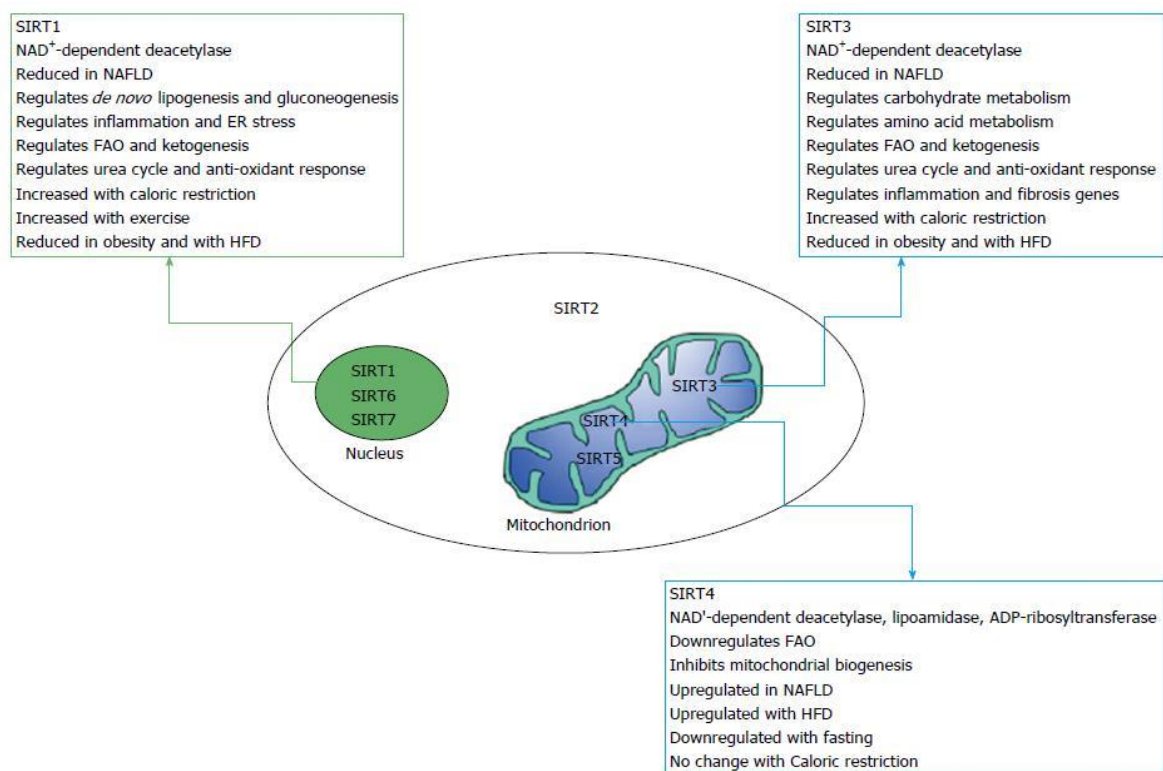 SIRT1
NAD+-dependent deacetylase
Reduced in NAFLD
Regulates de novo lipogenesis and gluconeogenesis
Regulates inflammation and ER stress
Regulates FAO and ketogenesis
Regulates urea cycle and anti-oxidant response
Increased with caloric restriction
Increased with exercise
Reduced in obesity and with HFD
SIRT3
NAD+-dependent deacetylase
Reduced in NAFLD
Regulates carbohydrate metabolism
Regulates amino acid metabolism
Regulates FAO and ketogenesis
Regulates urea cycle and anti-oxidant response
Regulates inflammation and fibrosis genes
Increased with caloric restriction
Reduced in obesity and with HFD
SIRT2
SIRT1
SIRT6
SIRT7
Nucleus
SIRT3
SIRT4
SIRT5
Mitochondrion
SIRT4
NAD'-dependent deacetylase, lipoamidase, ADP-ribosyltransferase
Downregulates FAO
Inhibits mitochondrial biogenesis
Upregulated in NAFLD
Upregulated with HFD
Downregulated with fasting
No change with Caloric restriction